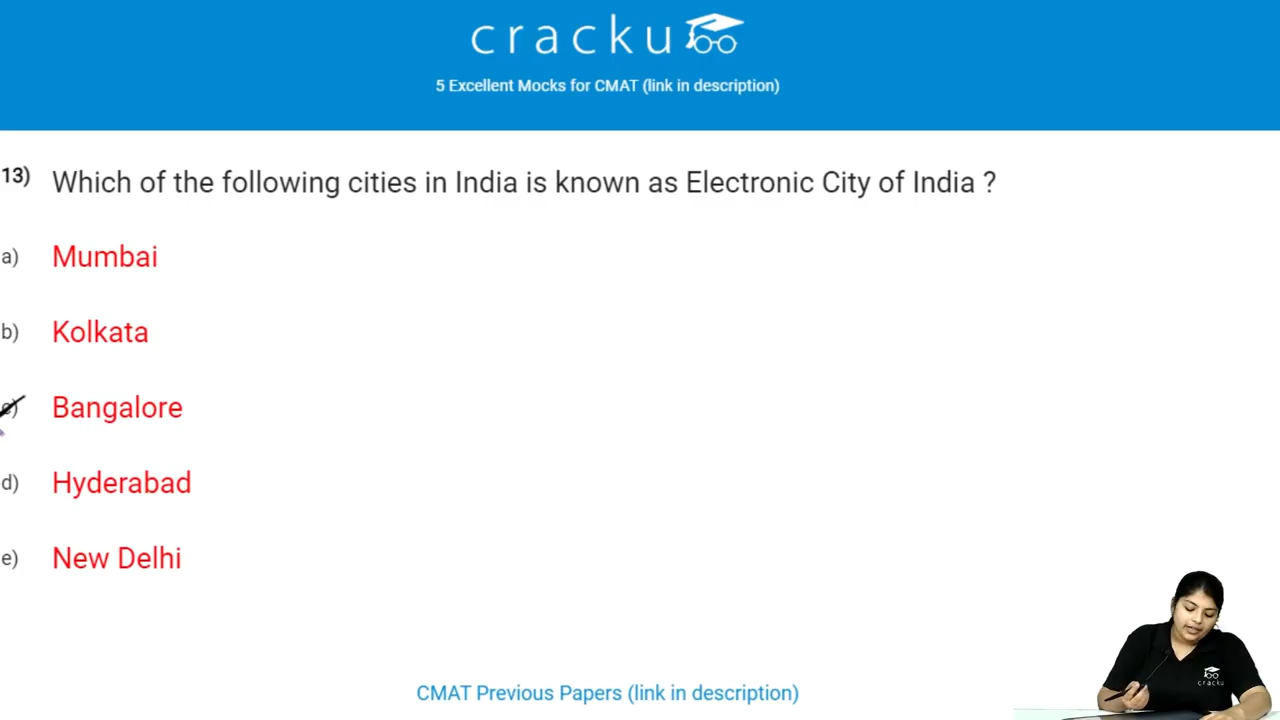 cracku
5 Excellent Mocks for CMAT (link in description)
13) Which of the following cities in India is known as Electronic City of India ?
a) Mumbai
b) Kolkata
c) Bangalore
d) Hyderabad
e) New Delhi
cracku
CMAT Previous Papers (link in description)